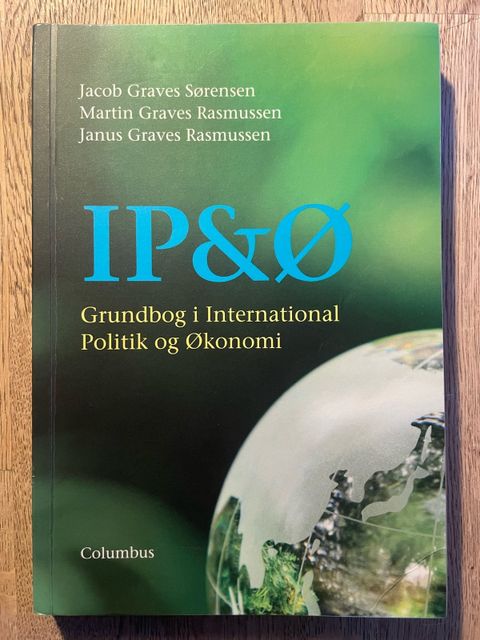 Jacob Graves Sørensen
Martin Graves Rasmussen
Janus Graves Rasmussen
IP&Ø
Grundbog i International
Politik og Økonomi
Columbus